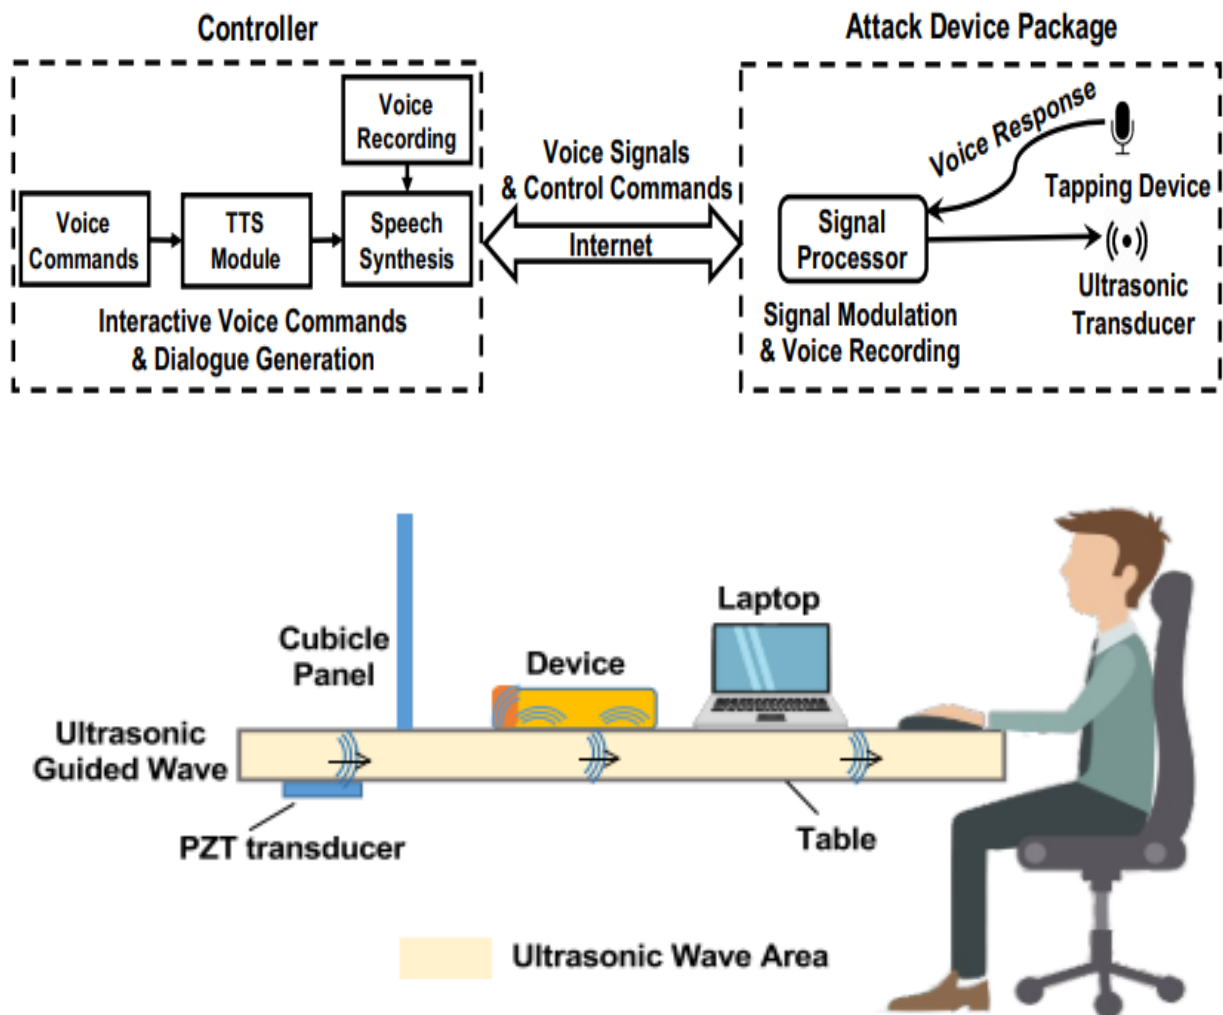 Controller
Attack Device Package
Voice
Recording
Voice
Commands
TTS
Module
Speech
Synthesis
Interactive Voice Commands
& Dialogue Generation
Voice Signals
& Control Commands
Internet
Voice Response
Tapping Device
Signal
Processor
Ultrasonic
Transducer
Signal Modulation
& Voice Recording
Cubicle
Panel
Device
Laptop
Ultrasonic
Guided Wave
PZT transducer
Table
Ultrasonic Wave Area